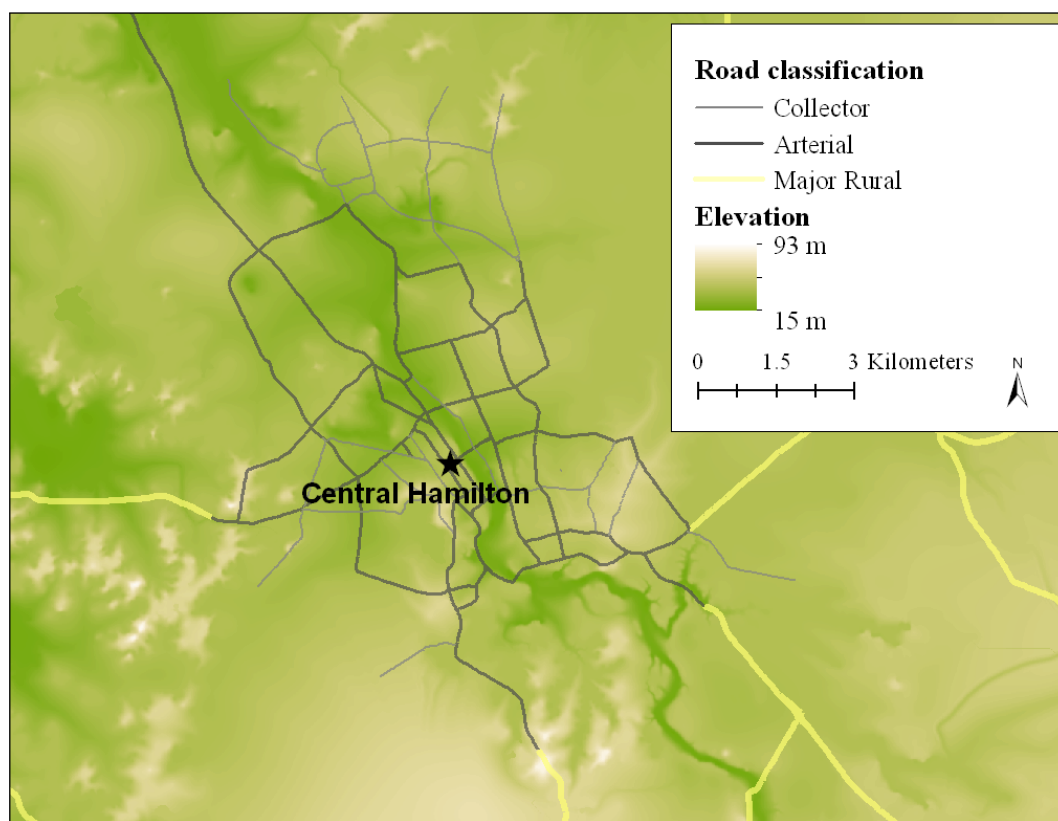 Road classification
Collector
Arterial
Major Rural
Elevation
93 m
15 m
0 1.5 3 Kilometers
N
Central Hamilton